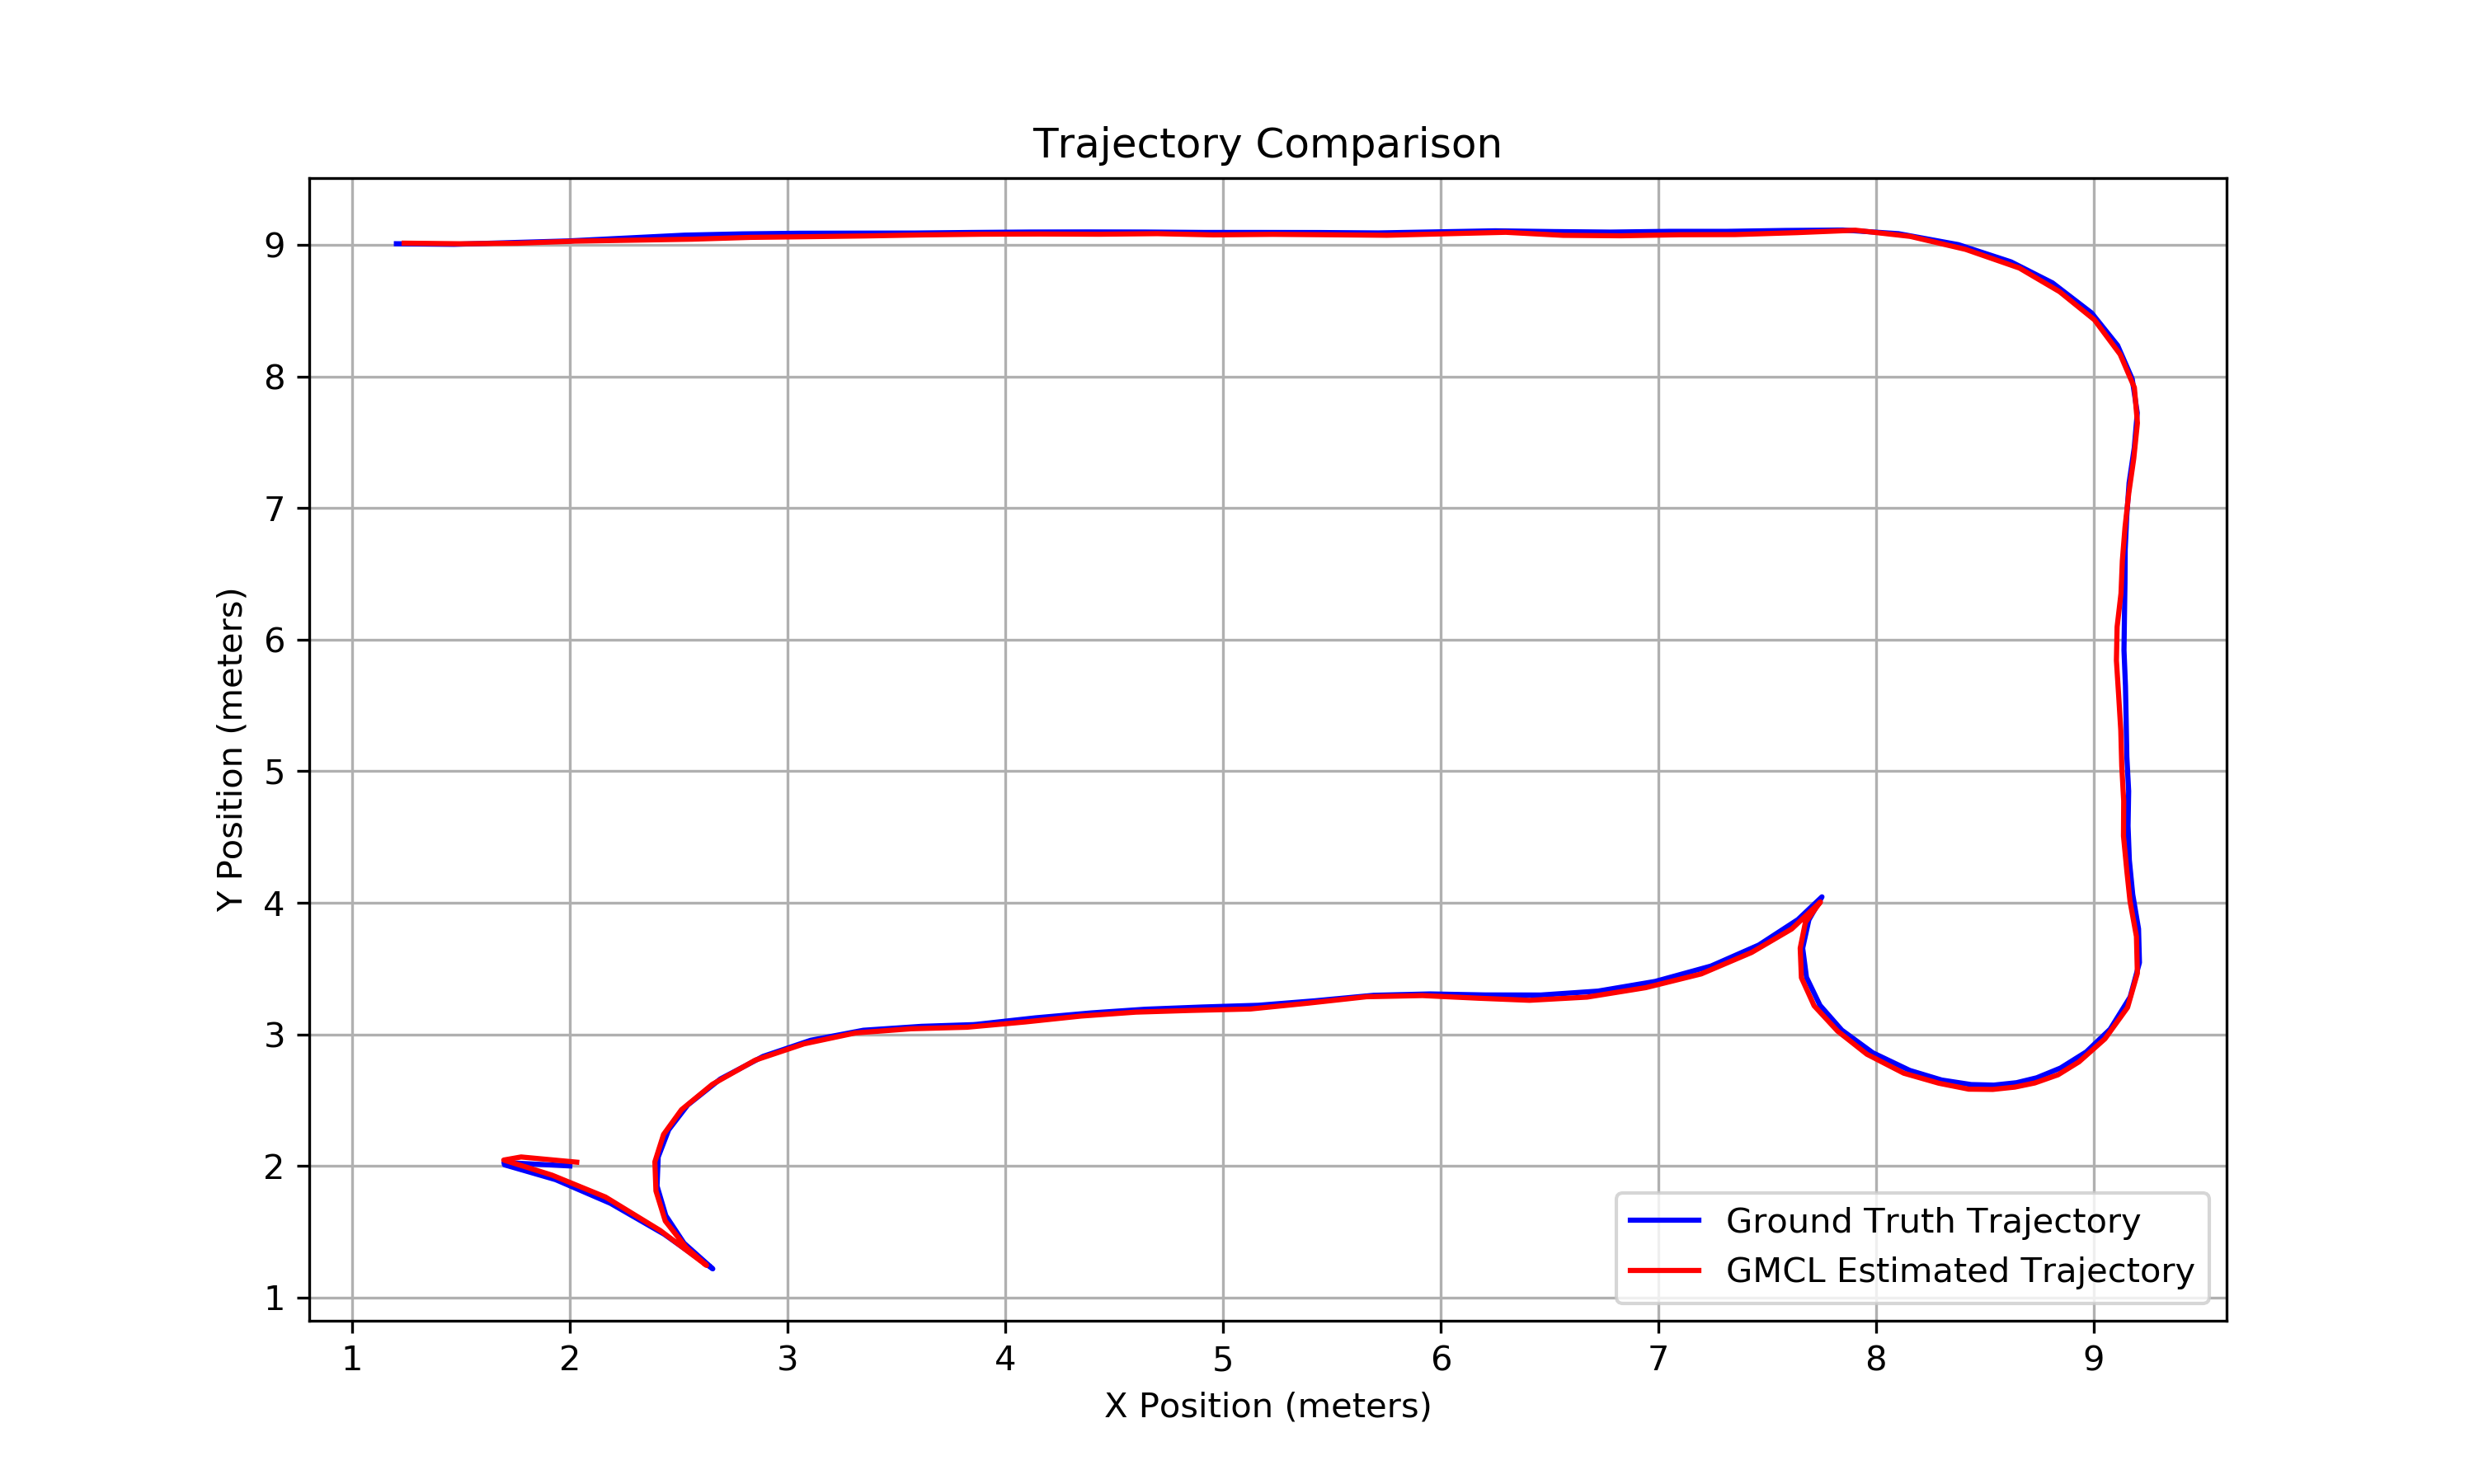 Trajectory Comparison
9
8
7
6
5
4
3
2
1
Y Position (meters)
1 2 3 4 5 6 7 8 9
X Position (meters)
Ground Truth Trajectory
GMCL Estimated Trajectory